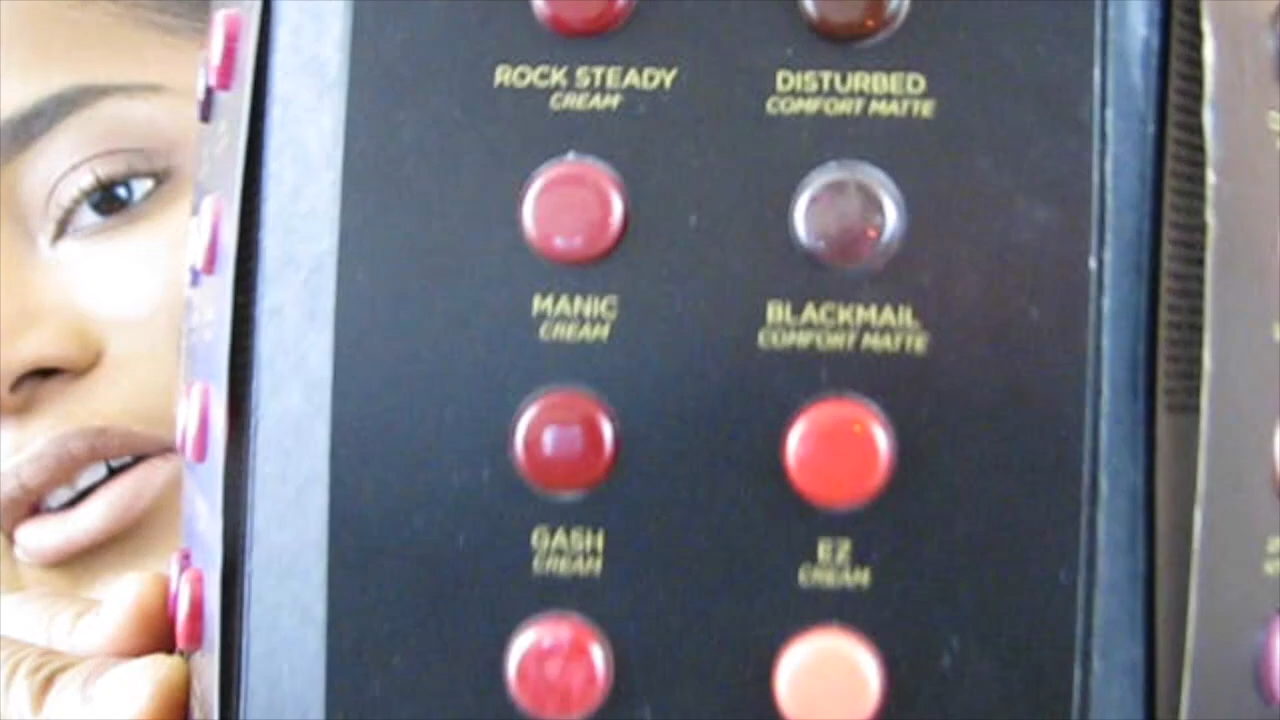 ROCK STEADY
CREAM
DISTURBED
COMFORT MATTE
MANIC
CREAM
BLACKMAIL
COMFORT MATTE
GASH
CREAM
EZ
CREAM